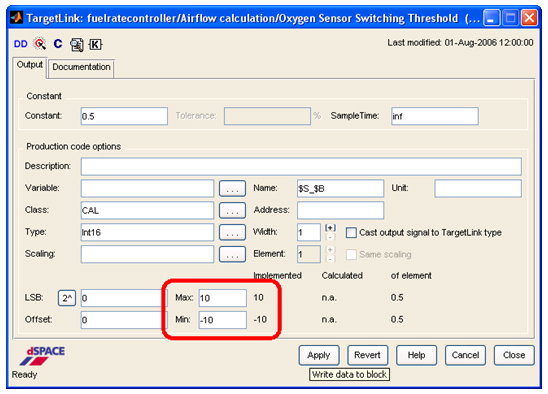 TargetLink: fuelratecontroller/Airflow calculation/Oxygen Sensor Switching Threshold (...
DD C K Last modified: 01-Aug-2006 12:00:00
Output Documentation
Constant
Constant: 0.5 Tolerance: % SampleTime: inf
Production code options
Description:
Variable: ... Name: $S_$B Unit:
Class: CAL ... Address:
Type: Int16 ... Width: 1 [+] - Cast output signal to TargetLink type
Scaling: ... Element: 1 + - Same scaling
Implemented Calculated of element
LSB: 2^ 0 Max: 10 10 n.a. 0.5
Offset: 0 Min: -10 -10 n.a. 0.5
dSPACE Apply Revert Help Cancel Close
Ready Write data to block